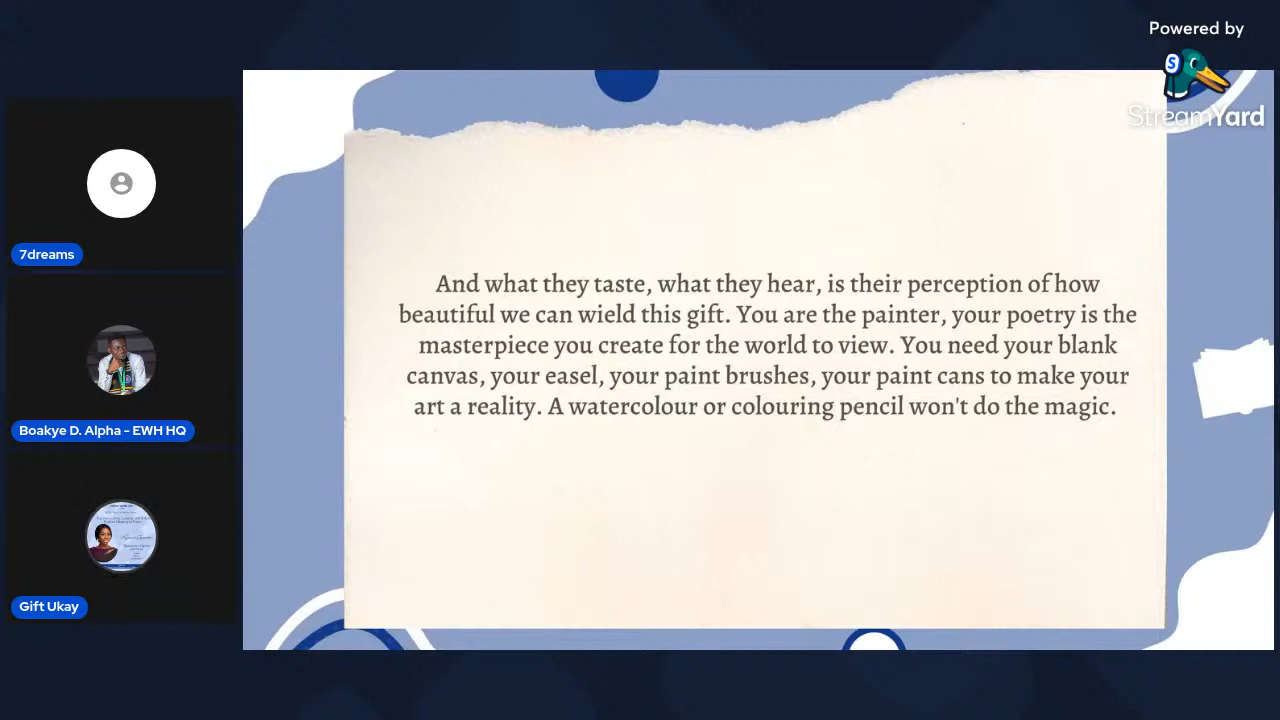 Powered by
StreamYard
7dreams
Boakye D. Alpha - EWH HQ
Gift Ukay
And what they taste, what they hear, is their perception of how
beautiful we can wield this gift. You are the painter, your poetry is the
masterpiece you create for the world to view. You need your blank
canvas, your easel, your paint brushes, your paint cans to make your
art a reality. A watercolour or colouring pencil won't do the magic.